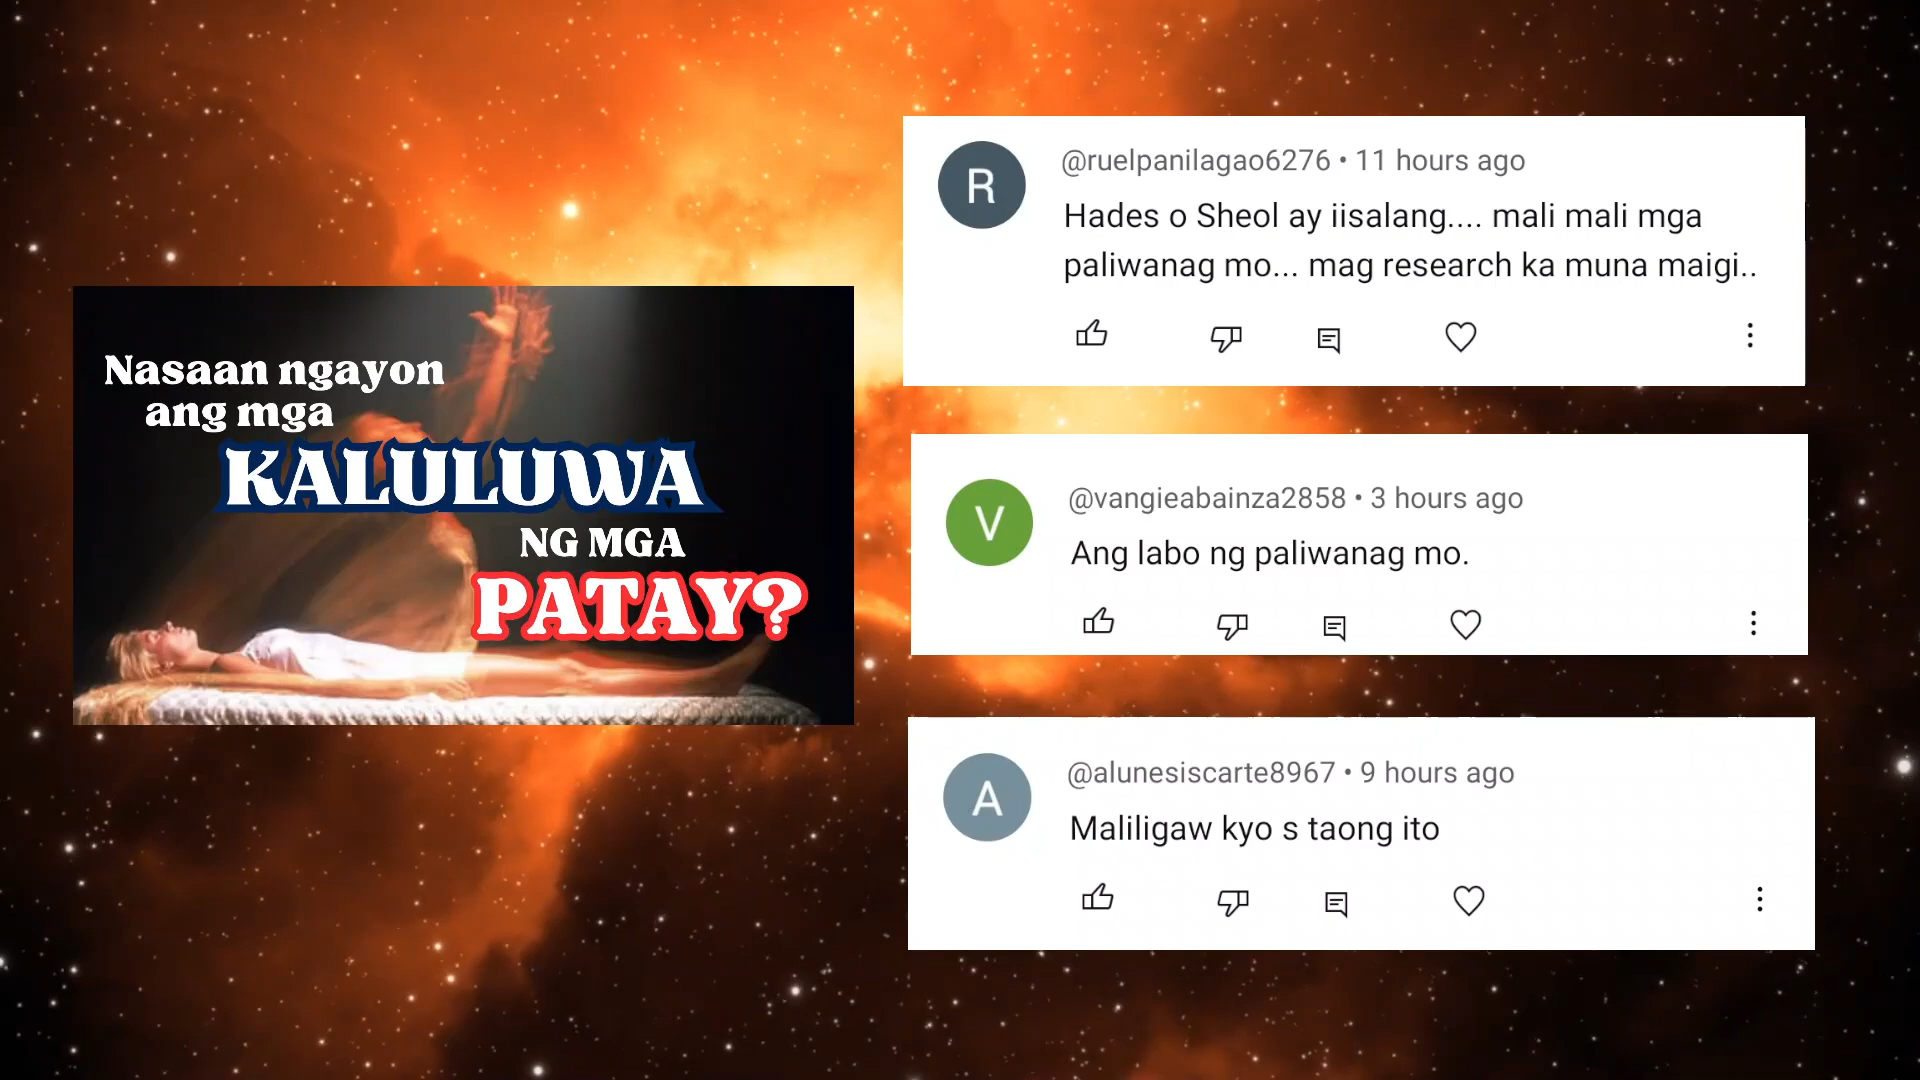 Nasaan ngayon
ang mga
KALULUWA
NG MGA
PATAY?
R
@ruelpanilagao6276 • 11 hours ago
Hades o Sheol ay iisalang.... mali mali mga
paliwanag mo... mag research ka muna maigi..
V
@vangieabainza2858 • 3 hours ago
Ang labo ng paliwanag mo.
A
@alunesiscarte8967 • 9 hours ago
Maliligaw kyo s taong ito